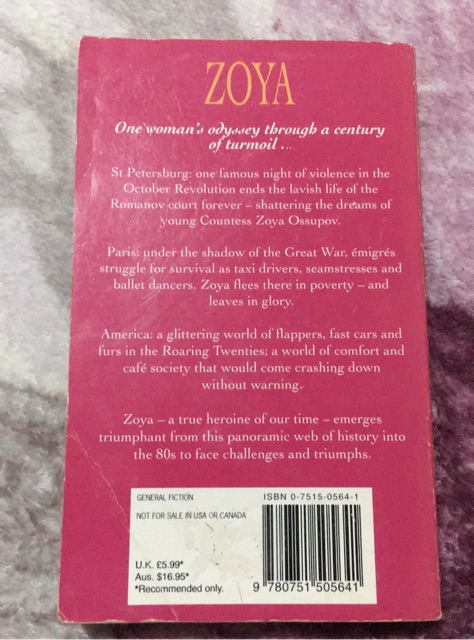 ZOYA
One woman's odyssey through a century
of turmoil ...
St Petersburg: one famous night of violence in the
October Revolution ends the lavish life of the
Romanov court forever – shattering the dreams of
young Countess Zoya Ossupov.
Paris: under the shadow of the Great War, émigrés
struggle for survival as taxi drivers, seamstresses and
ballet dancers. Zoya flees there in poverty – and
leaves in glory.
America: a glittering world of flappers, fast cars and
furs in the Roaring Twenties; a world of comfort and
café society that would come crashing down
without warning.
Zoya – a true heroine of our time – emerges
triumphant from this panoramic web of history into
the 80s to face challenges and triumphs.
GENERAL FICTION
ISBN 0-7515-0564-1
NOT FOR SALE IN USA OR CANADA
U.K. £5.99*
Aus. $16.95*
*Recommended only.
9 780751 505641